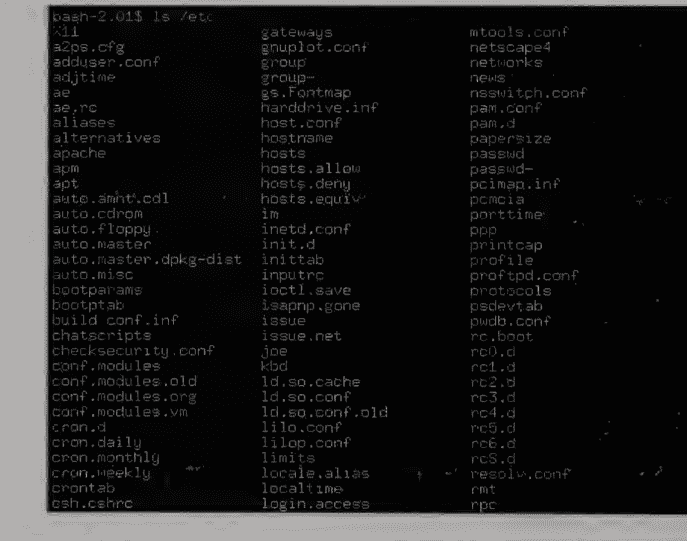 bash-2.01$ ls /etc
X11 gateways mtools.conf
a2ps.cfg gnuplot.conf netscape4
adduser.conf group networks
adjtime group- news
ae gs.Fontmap nsswitch.conf
ae.rc harddrive.inf pam.conf
aliases host.conf pam.d
alternatives hostname papersize
apache hosts passwd
apm hosts.allow passwd-
apt hosts.deny pcimap.inf
auto.amnt.cdl hosts.equiv pcmcia
auto.cdrom im porttime
auto.floppy inetd.conf ppp
auto.master init.d printcap
auto.master.dpkg-dist inittab profile
auto.misc inputrc proftpd.conf
bootparams ioctl.save protocols
bootptab isapnp.gone psdevtab
build conf.inf issue pwdb.conf
chatscripts issue.net rc.boot
checksecurity.conf joe rc0.d
conf.modules kbd rc1.d
conf.modules.old ld.so.cache rc2.d
conf.modules.org ld.so.conf rc3.d
conf.modules.vm ld.so.conf.old rc4.d
cron.d lilo.conf rc5.d
cron.daily lilop.conf rc6.d
cron.monthly limits rcS.d
cron.weekly locale.alias resolv.conf
crontab localtime rmt
csh.cshrc login.access rpc